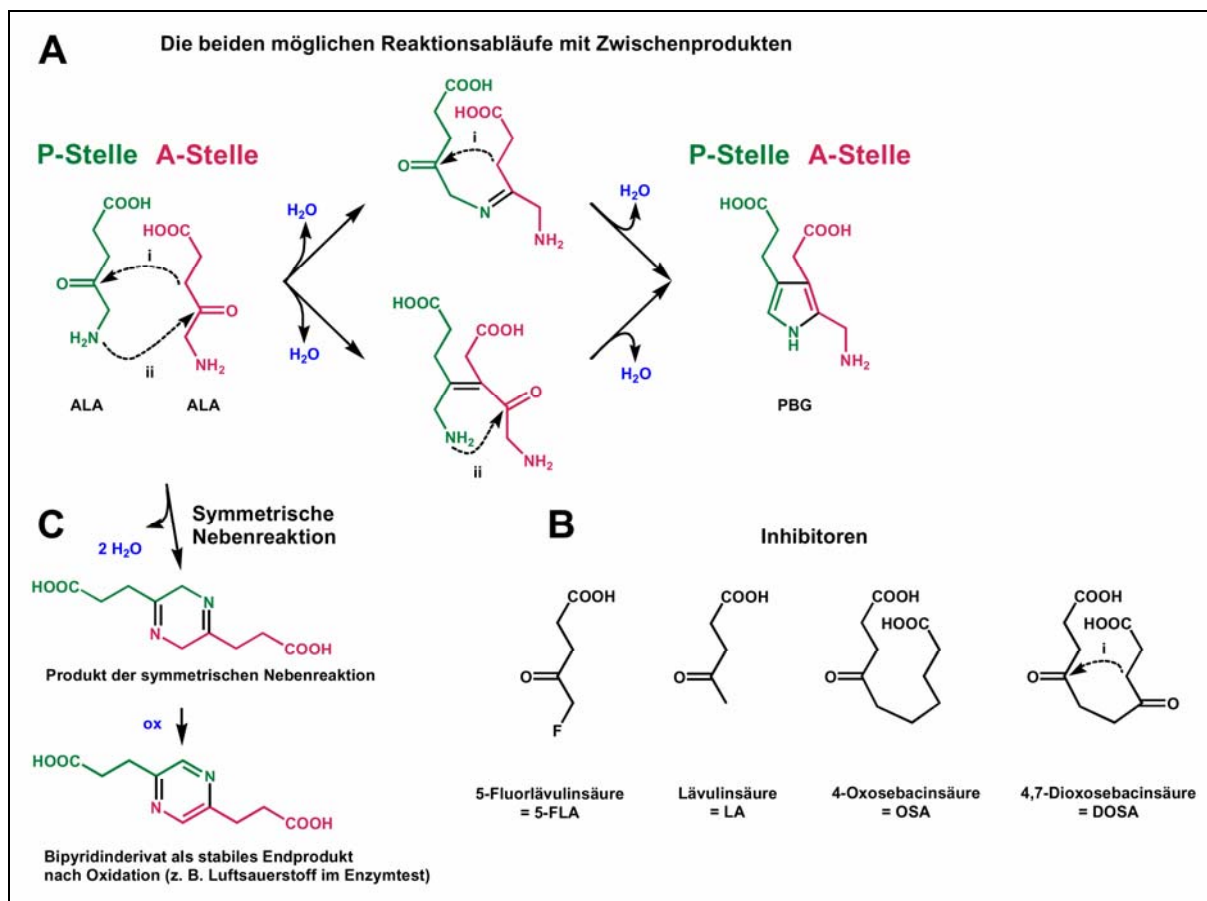 A
Die beiden möglichen Reaktionsabläufe mit Zwischenprodukten
P-Stelle A-Stelle
COOH
HOOC
i
O
O
H₂N
NH₂
ii
ALA
ALA
H₂O
H₂O
COOH
HOOC
i
O
N
NH₂
HOOC
COOH
O
NH₂
NH₂
ii
H₂O
H₂O
P-Stelle A-Stelle
HOOC
COOH
N
H
NH₂
PBG
C
Symmetrische
Nebenreaktion
2 H₂O
HOOC
N
N
COOH
Produkt der symmetrischen Nebenreaktion
ox
HOOC
N
N
COOH
Bipyridinderivat als stabiles Endprodukt
nach Oxidation (z. B. Luftsauerstoff im Enzymtest)
B
Inhibitoren
COOH
O
F
5-Fluorlävulinsäure
= 5-FLA
COOH
O
Lävulinsäure
= LA
COOH
HOOC
O
4-Oxosebacinsäure
= OSA
COOH
HOOC
i
O
O
4,7-Dioxosebacinsäure
= DOSA